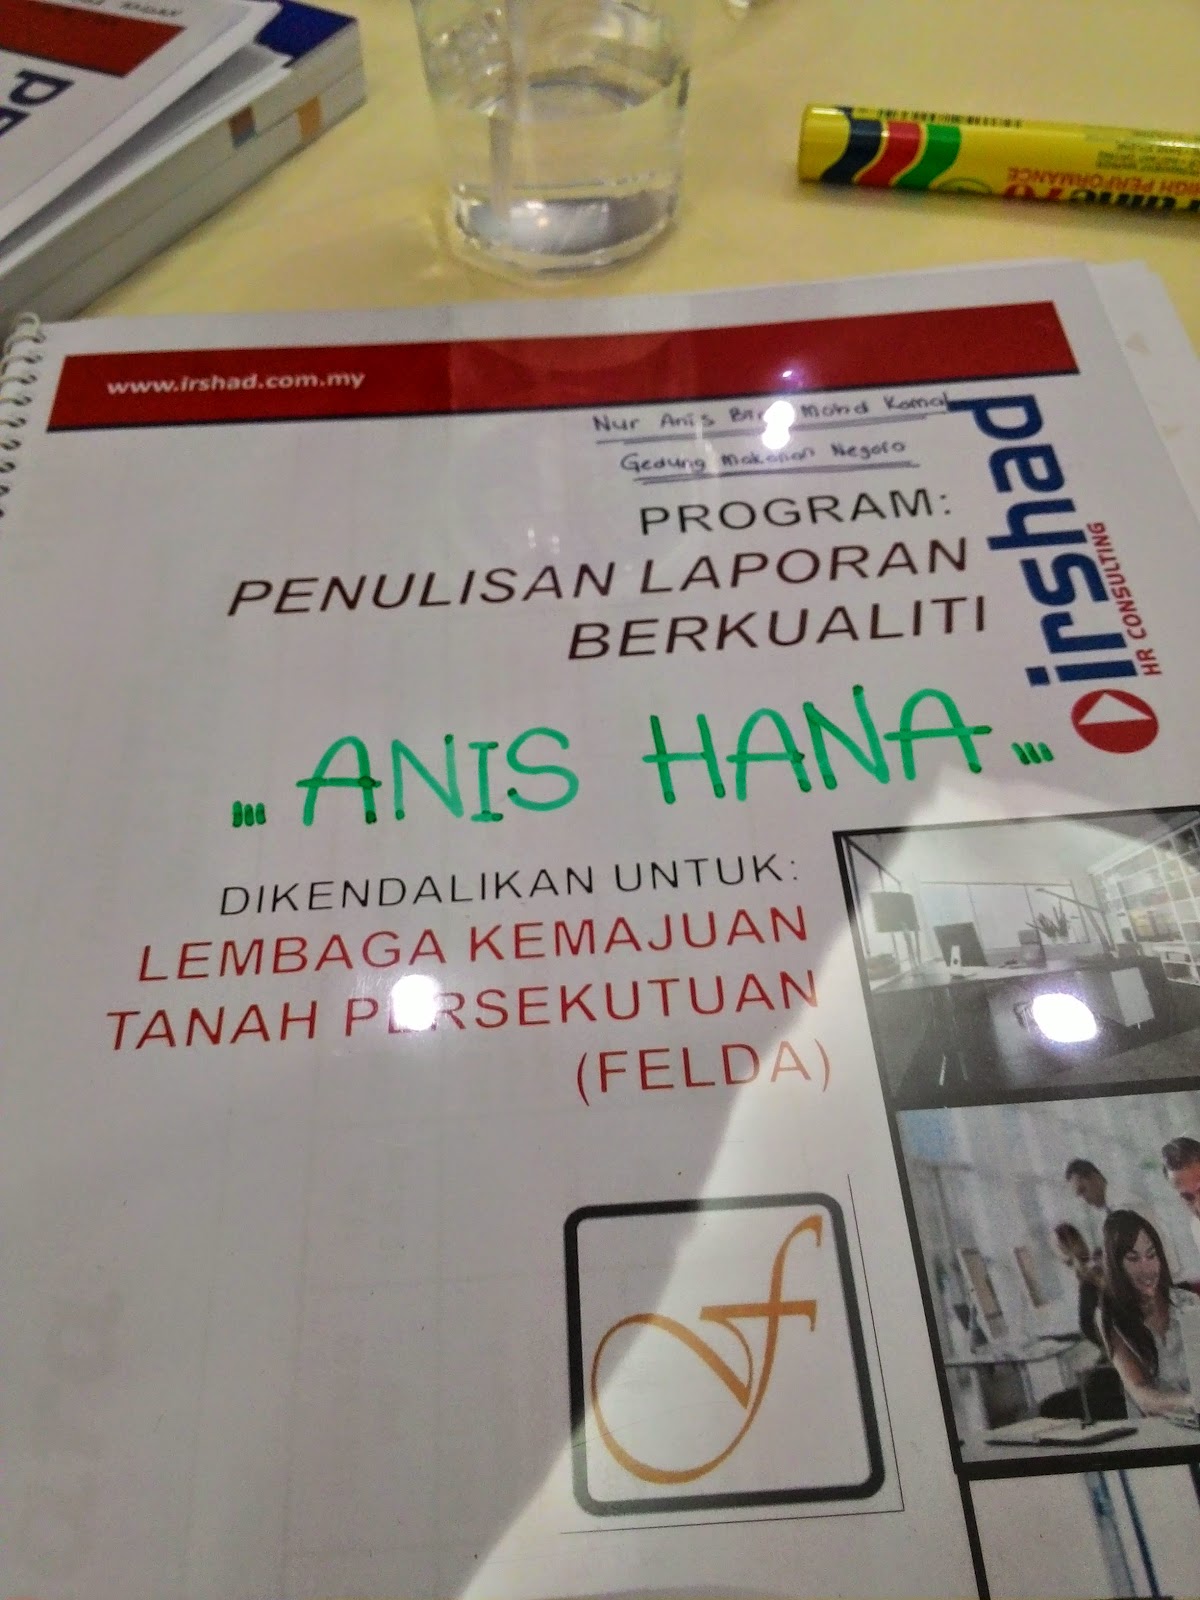 www.irshad.com.my
Nur Anis Mohd Kamal
Gedung Makanan Negara
PROGRAM:
PENULISAN LAPORAN
BERKUALITI
irshad
HR CONSULTING
... ANIS HANA ...
DIKENDALIKAN UNTUK:
LEMBAGA KEMAJUAN
TANAH PERSEKUTUAN
(FELDA)
70
HIGH PERFORMANCE